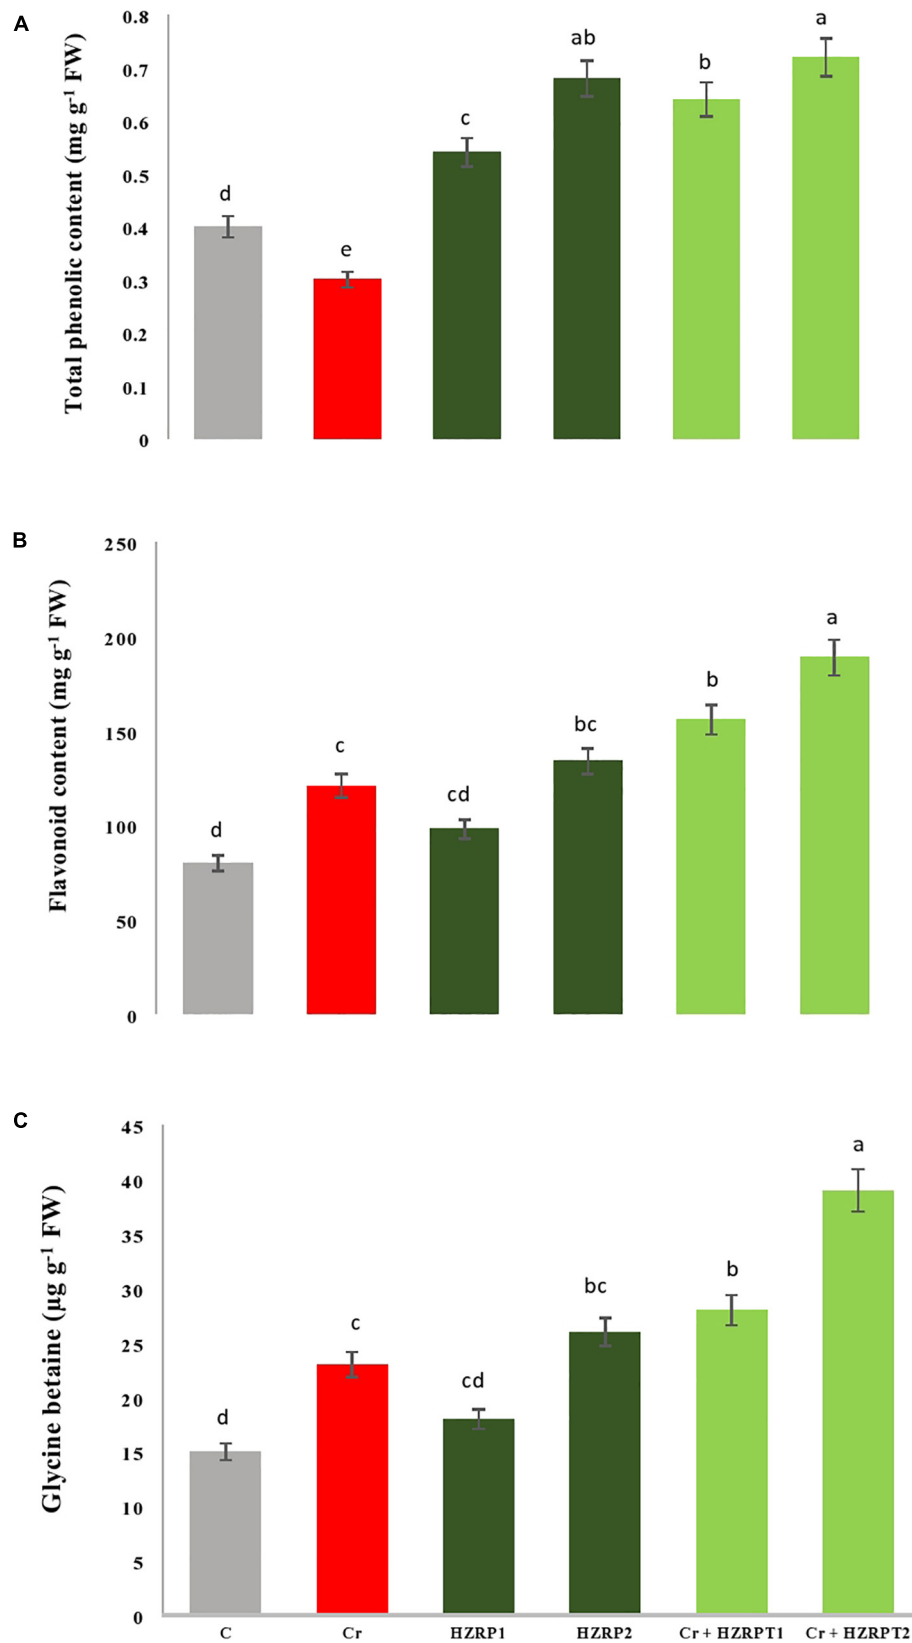 A
Total phenolic content (mg g-1 FW)
0.8
0.7
0.6
0.5
0.4
0.3
0.2
0.1
0
d
e
c
ab
b
a
B
Flavonoid content (mg g-1 FW)
250
200
150
100
50
0
d
c
cd
bc
b
a
C
Glycine betaine (µg g-1 FW)
45
40
35
30
25
20
15
10
5
0
d
c
cd
bc
b
a
C Cr HZRP1 HZRP2 Cr + HZRPT1 Cr + HZRPT2